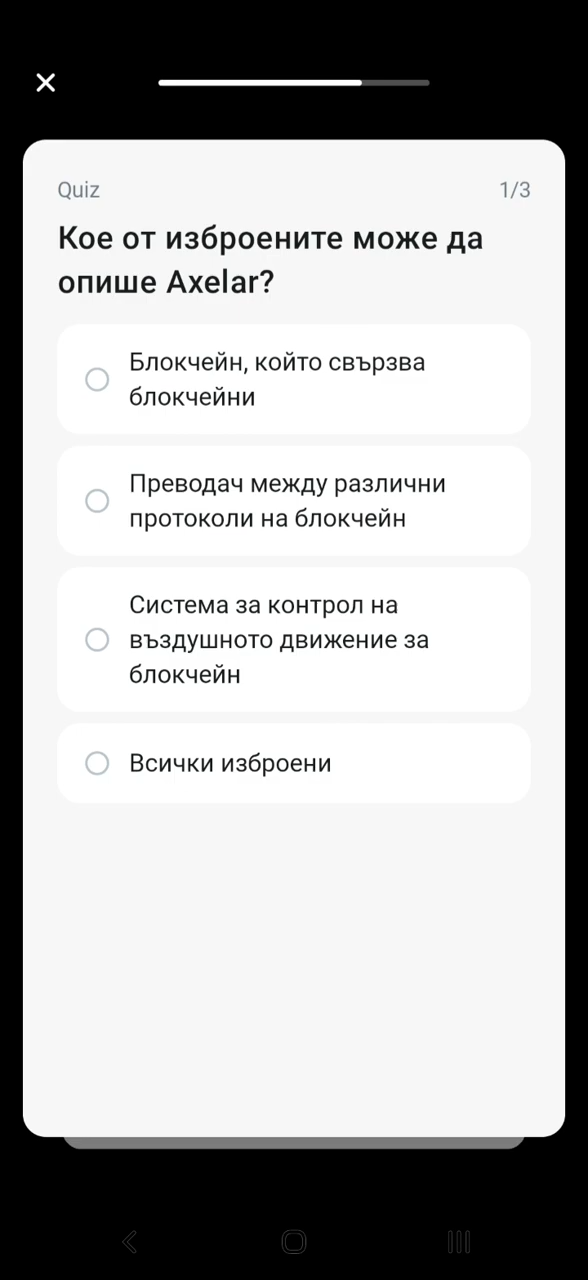 Quiz
1/3
Кое от изброените може да
опише Axelar?
Блокчейн, който свързва
блокчейни
Преводач между различни
протоколи на блокчейн
Система за контрол на
въздушното движение за
блокчейн
Всички изброени